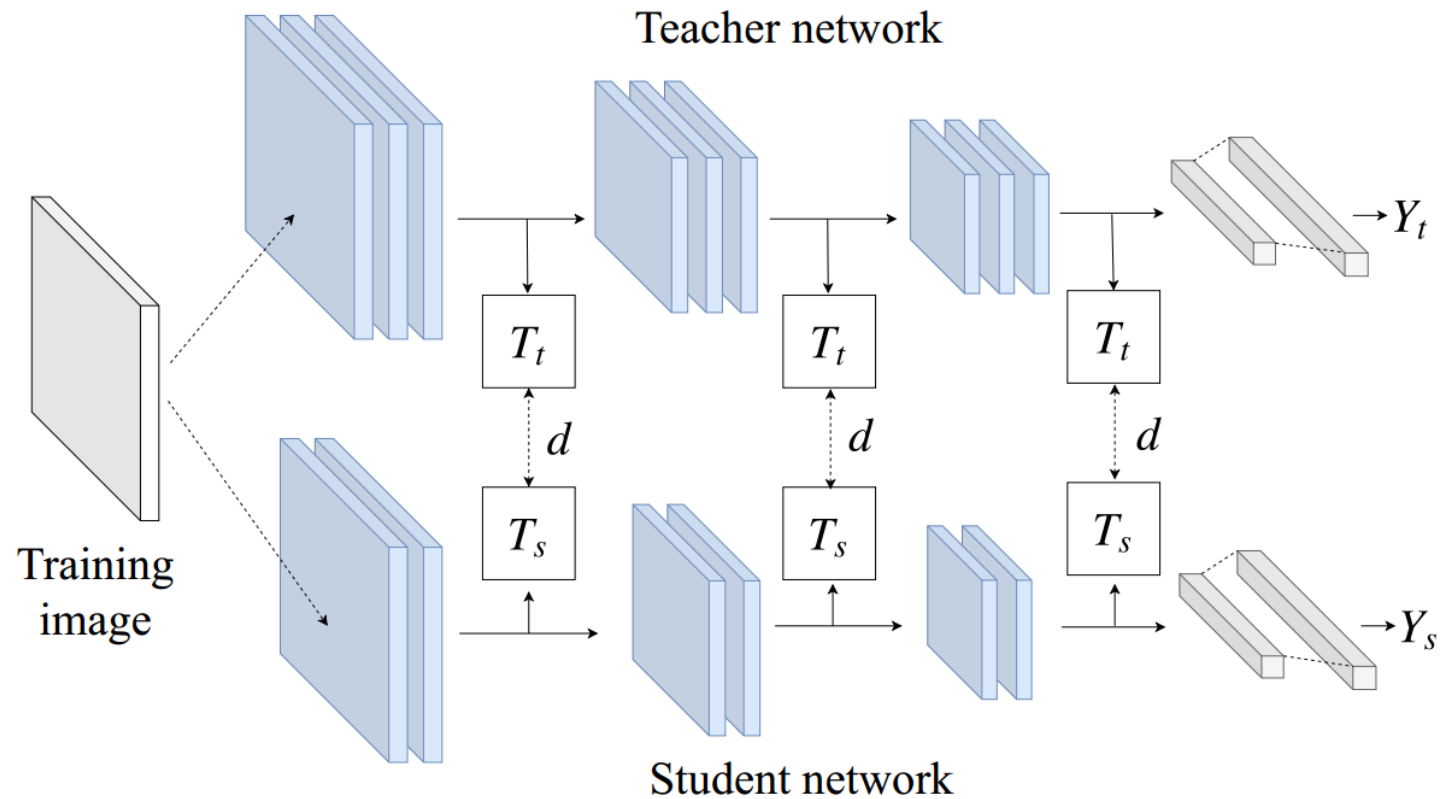 Teacher network
Y_t
T_t
T_t
T_t
d
d
d
T_s
T_s
T_s
Training
image
Y_s
Student network